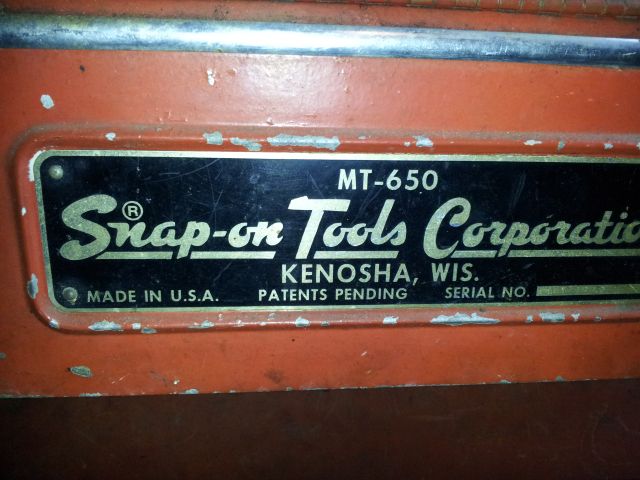 MT-650
Snap-on® Tools Corporatio
KENOSHA, WIS.
MADE IN U.S.A. PATENTS PENDING SERIAL NO.